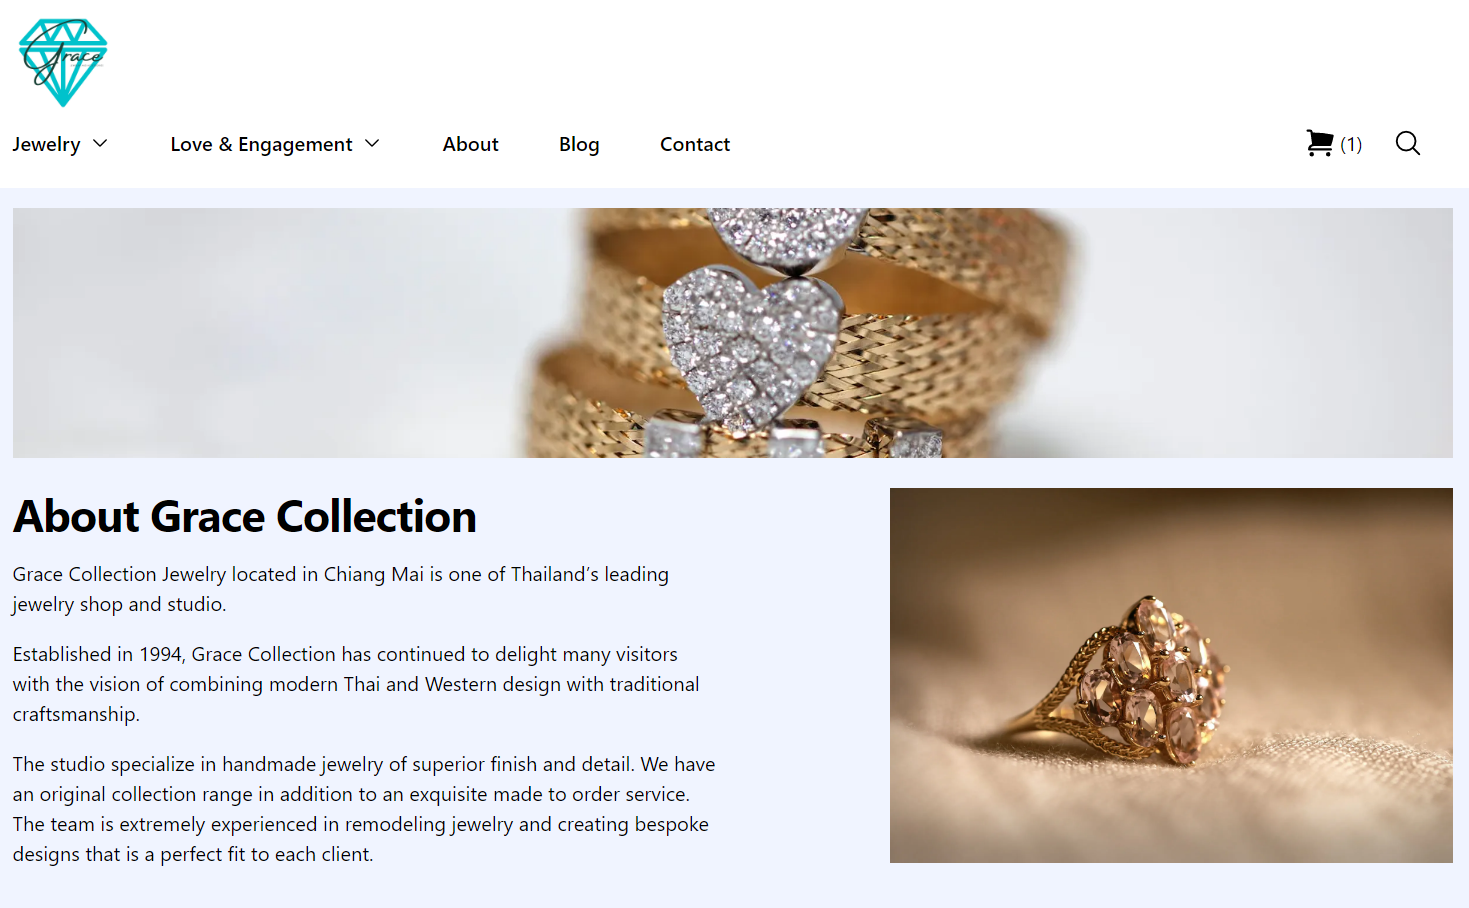 Grace
Jewelry
Love & Engagement
About
Blog
Contact
(1)
About Grace Collection
Grace Collection Jewelry located in Chiang Mai is one of Thailand's leading
jewelry shop and studio.
Established in 1994, Grace Collection has continued to delight many visitors
with the vision of combining modern Thai and Western design with traditional
craftsmanship.
The studio specialize in handmade jewelry of superior finish and detail. We have
an original collection range in addition to an exquisite made to order service.
The team is extremely experienced in remodeling jewelry and creating bespoke
designs that is a perfect fit to each client.